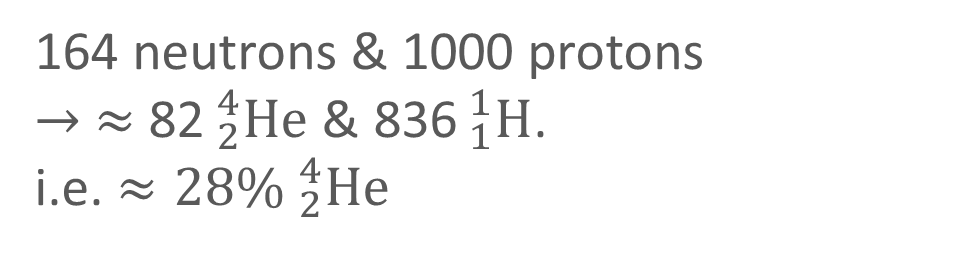 164 neutrons & 1000 protons
→ ≈ 82 ⁴₂He & 836 ¹₁H.
i.e. ≈ 28% ⁴₂He